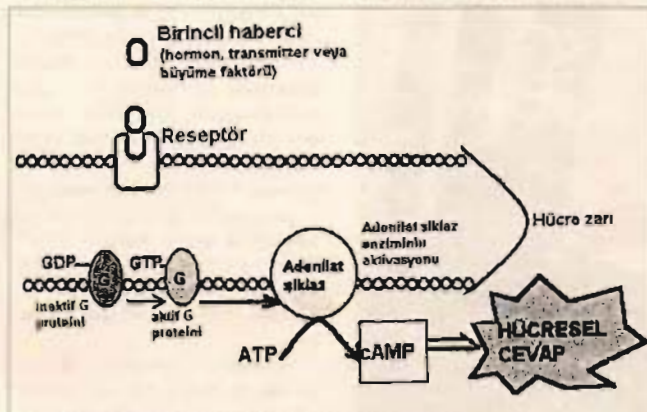 Birincil haberci
(hormon, transmitzer veya
büyüme faktörü)
Reseptör
Hücre zarı
Adenilat siklaz
enziminin
aktivasyonu
GDP
G
GTP
G
Adenilat
siklaz
inaktif G
proteini
aktif G
proteini
ATP
cAMP
HÜCRESEL
CEVAP